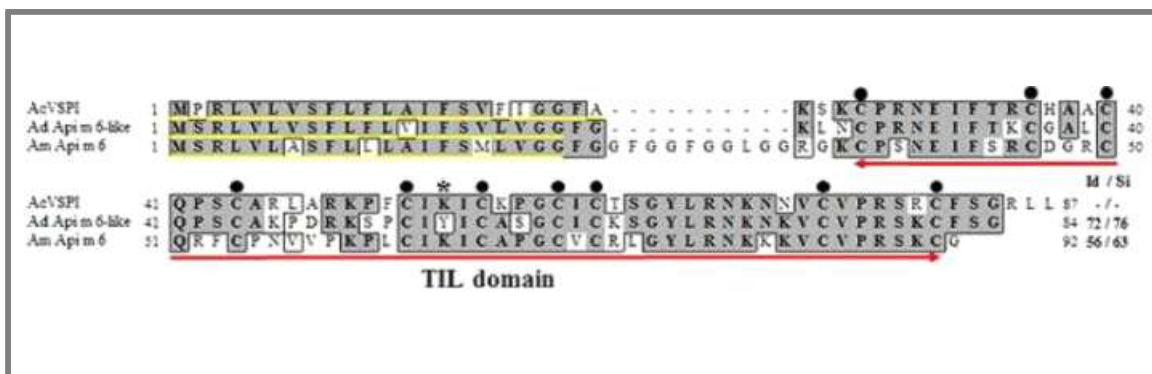 AcVSPI 1 M P R L V L V S F L F L A I F S V F I G G F A - - - - - - - - - - K S K C P R N E I F T R C H A A C 40
Ad Api m 6-like 1 M S R L V L V S F L F L V I F S V L V G G F G - - - - - - - - - - K L N C P R N E I F T K C G A L C 40
Am Api m 6 1 M S R L V L A S F L L L A I F S M L V G G F G G F G G F G G L G G R G K C P S N E I F S R C D G R C 50
* Id / Si
AcVSPI 41 Q P S C A R L A R K P F C I K I C K P G C I C T S G Y L R N K N N V C V P R S R C F S G R L L 87 - / -
Ad Api m 6-like 41 Q P S C A K P D R K S P C I Y I C A S G C I C K S G Y L R N K N K V C V P R S K C F S G 84 72 / 76
Am Api m 6 51 Q R F C P N V V P K P L C I K I C A P G C V C R L G Y L R N K K K V C V P R S K C G 92 56 / 63
TIL domain